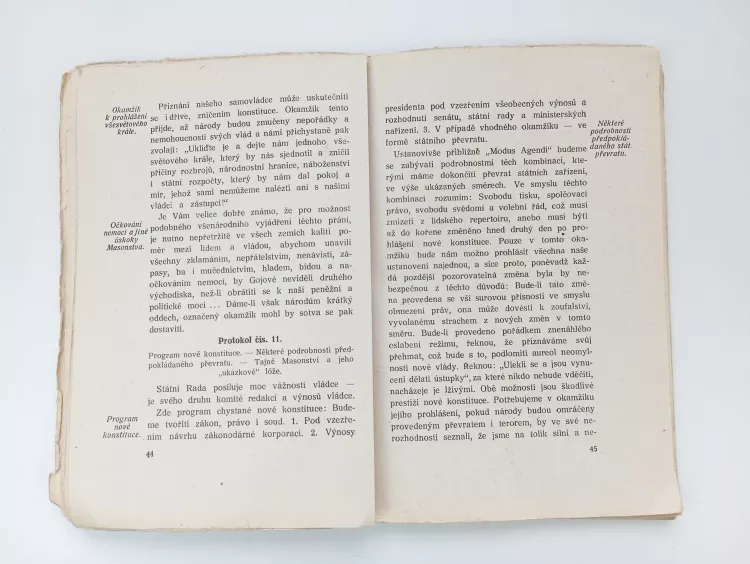 Okamžik
k prohlášení
všesvětového
krále.
Přiznání našeho samovládce může uskutečniti
se i dříve, zničením konstituce. Okamžik tento
přijde, až národy budou zmučeny nepořádky a
nemohoucností svých vlád a námi přichystané pak
zvolají: „Ukliďte je a dejte nám jednoho vše-
světového krále, který by nás sjednotil a zničil
příčiny rozbrojů, národnostní hranice, náboženství
i státní rozpočty, který by nám dal pokoj a
mír, jehož sami nemůžeme nalézti ani s našimi
vládci a zástupci!“
Očkování
nemocí a jiné
úskoky
Masonstva.
Je Vám velice dobře známo, že pro možnost
podobného všenárodního vyjádření těchto přání,
je nutno nepřetržitě ve všech zemích kaliti po-
měr mezi lidem a vládou, abychom unavili
všechny zklamáním, nepřátelstvím, nenávistí, zá-
pasy, ba i mučednictvím, hladem, bídou a na-
očkováním nemocí, by Gojové neviděli druhého
východiska, než-li obrátiti se k naší peněžní a
politické moci ... Dáme-li však národům krátký
oddech, označený okamžik mohl by sotva se pak
dostaviti.
Protokol čís. 11.
Program nové konstituce. — Některé podrobnosti před-
pokládaného převratu. — Tajné Masonství a jeho
„ukázkové“ lóže.
Státní Rada posiluje moc vážnosti vládce —
je svého druhu komité redakcí a výnosů vládce.
Program
nové
konstituce.
Zde program chystané nové konstituce: Bude-
me tvořiti zákon, právo i soud. 1. Pod vzezře-
ním návrhu zákonodárné korporaci. 2. Výnosy
44
presidenta pod vzezřením všeobecných výnosů a
rozhodnutí senátu, státní rady a ministerských
nařízení. 3. V případě vhodného okamžiku — ve
formě státního převratu.
Některé
podrobnosti
předpoklá-
daného stát.
převratu.
Ustanovivše přibližně „Modus Agendi“ budeme
se zabývati podrobnostmi těch kombinací, kte-
rými máme dokončiti převrat státních zařízení,
ve výše ukázaných směrech. Ve smyslu těchto
kombinací rozumím: Svobodu tisku, spolčovací
právo, svobodu svědomí a volební řád, což musí
zmizeti z lidského repertoiru, anebo musí býti
až do kořene změněno hned druhý den po pro-
hlášení nové konstituce. Pouze v tomto oka-
mžiku bude nám možno prohlásit všechna naše
ustanovení najednou, a sice proto, poněvadž kaž-
dá pozdější pozorovatelná změna byla by ne-
bezpečnou z těchto důvodů: Bude-li tato změ-
na provedena se vší surovou přísností ve smyslu
obmezení práv, ona může dovésti k zoufalství,
vyvolanému strachem z nových změn v tomto
směru. Bude-li provedeno pořádkem znenáhlého
oslabení režimu, řeknou, že přiznáváme svůj
přehmat, což bude s to, podlomiti aureol neomyl-
nosti nové vlády. Řeknou: „Ulekli se a jsou vynu-
ceni dělati ústupky“, za které nikdo nebude vděčiti,
nacházeje je lživými. Obě možnosti jsou škodlivé
prestiži nové konstituce. Potřebujeme v okamžiku
jejího prohlášení, pokud národy budou omráčeny
provedeným převratem i terorem, by ve své ne-
rozhodnosti seznali, že jsme na tolik silní a ne-
45